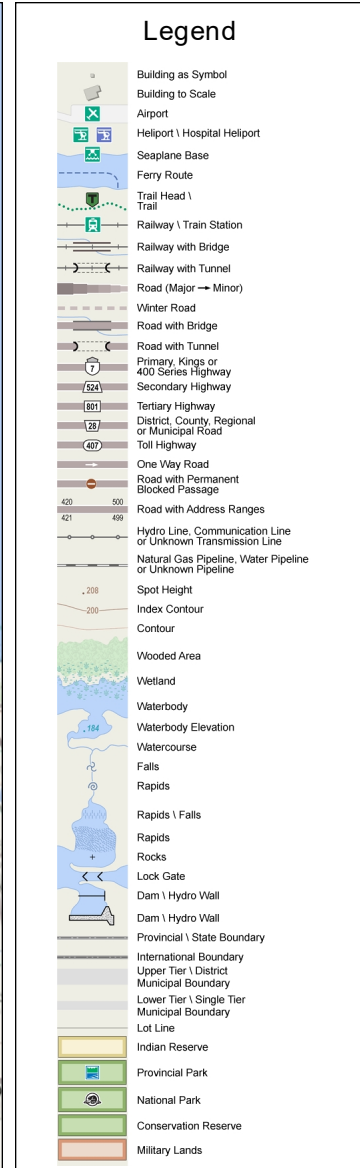 Legend
Building as Symbol
Building to Scale
Airport
Heliport \ Hospital Heliport
Seaplane Base
Ferry Route
Trail Head \
Trail
Railway \ Train Station
Railway with Bridge
Railway with Tunnel
Road (Major → Minor)
Winter Road
Road with Bridge
Road with Tunnel
7 Primary, Kings or
400 Series Highway
524 Secondary Highway
801 Tertiary Highway
28 District, County, Regional
or Municipal Road
407 Toll Highway
One Way Road
Road with Permanent
Blocked Passage
420 500
Road with Address Ranges
421 499
Hydro Line, Communication Line
or Unknown Transmission Line
Natural Gas Pipeline, Water Pipeline
or Unknown Pipeline
.208 Spot Height
200 Index Contour
Contour
Wooded Area
Wetland
Waterbody
.184 Waterbody Elevation
Watercourse
Falls
Rapids
Rapids \ Falls
Rapids
Rocks
Lock Gate
Dam \ Hydro Wall
Dam \ Hydro Wall
Provincial \ State Boundary
International Boundary
Upper Tier \ District
Municipal Boundary
Lower Tier \ Single Tier
Municipal Boundary
Lot Line
Indian Reserve
Provincial Park
National Park
Conservation Reserve
Military Lands